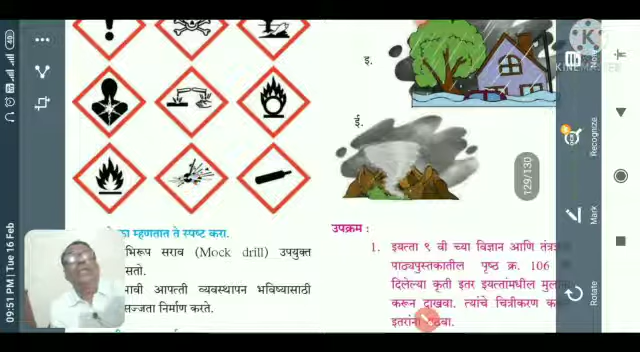 09:51 PM | Tue 16 Feb
40
इ.
ई.
म्हणतात ते स्पष्ट करा.
भिरूप सराव (Mock drill) उपयुक्त
सतो.
भावी आपत्ती व्यवस्थापन भविष्यासाठी
सज्जता निर्माण करते.
उपक्रम :
1. इयत्ता ९ वी च्या विज्ञान आणि
पाठ्यपुस्तकातील पृष्ठ क्र. 106
दिलेल्या कृती इतर इयत्तांमधील
करून दाखवा. त्यांचे चित्रीकरण
129/130
KINEMASTER
Recognize
Mark
Rotate